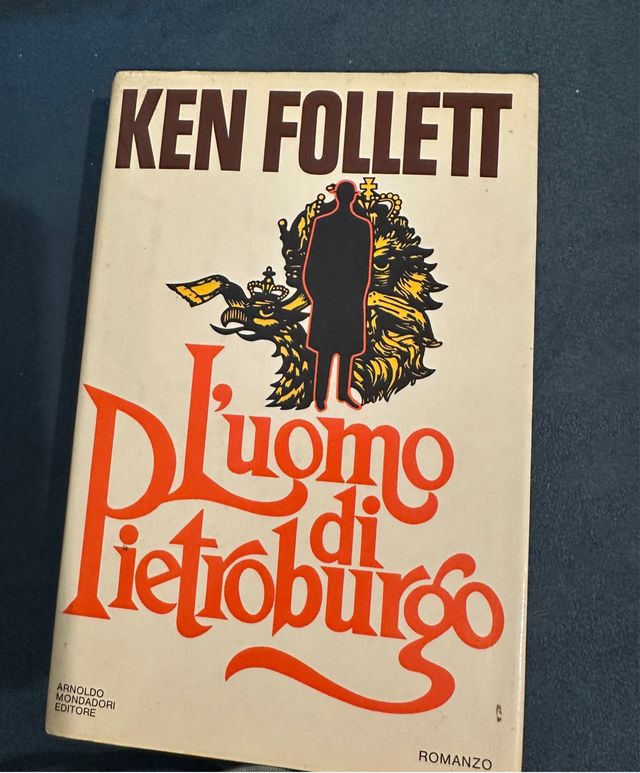 KEN FOLLETT
L'uomo
di
Pietroburgo
ARNOLDO
MONDADORI
EDITORE
ROMANZO